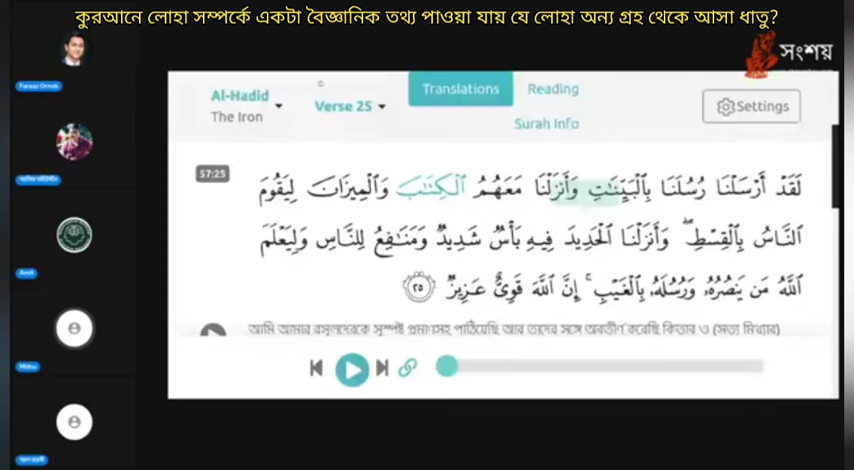 কুরআনে লোহা সম্পর্কে একটা বৈজ্ঞানিক তথ্য পাওয়া যায় যে লোহা অন্য গ্রহ থেকে আসা ধাতু?
সংশয়
Al-Hadid
The Iron
Verse 25
Translations
Reading
Surah Info
Settings
57:25
لَقَدْ أَرْسَلْنَا رُسُلَنَا بِالْبَيِّنَاتِ وَأَنزَلْنَا مَعَهُمُ الْكِتَابَ وَالْمِيزَانَ لِيَقُومَ
النَّاسُ بِالْقِسْطِ ۖ وَأَنزَلْنَا الْحَدِيدَ فِيهِ بَأْسٌ شَدِيدٌ وَمَنَافِعُ لِلنَّاسِ وَلِيَعْلَمَ
اللَّهُ مَن يَنصُرُهُ وَرُسُلَهُ بِالْغَيْبِ ۚ إِنَّ اللَّهَ قَوِيٌّ عَزِيزٌ ٢٥
আমি আমার রসূলদেরকে সুস্পষ্ট প্রমাণসহ পাঠিয়েছি আর তাদের সঙ্গে অবতীর্ণ করেছি কিতাব ও (সত্য মিথ্যার)
Amit
Mithu